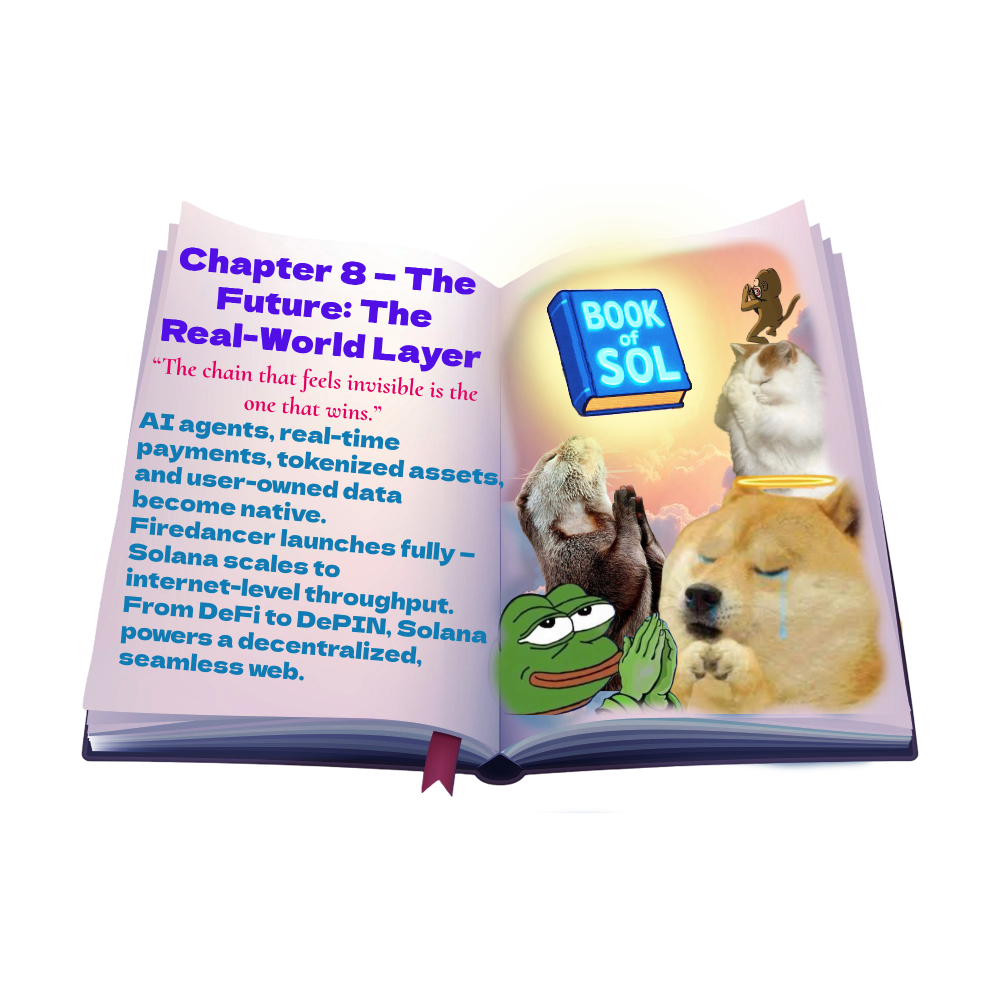 Chapter 8 – The
Future: The
Real-World Layer
“The chain that feels invisible is the
one that wins.”
AI agents, real-time
payments, tokenized assets,
and user-owned data
become native.
Firedancer launches fully –
Solana scales to
internet-level throughput.
From DeFi to DePIN, Solana
powers a decentralized,
seamless web.
BOOK
of
SOL